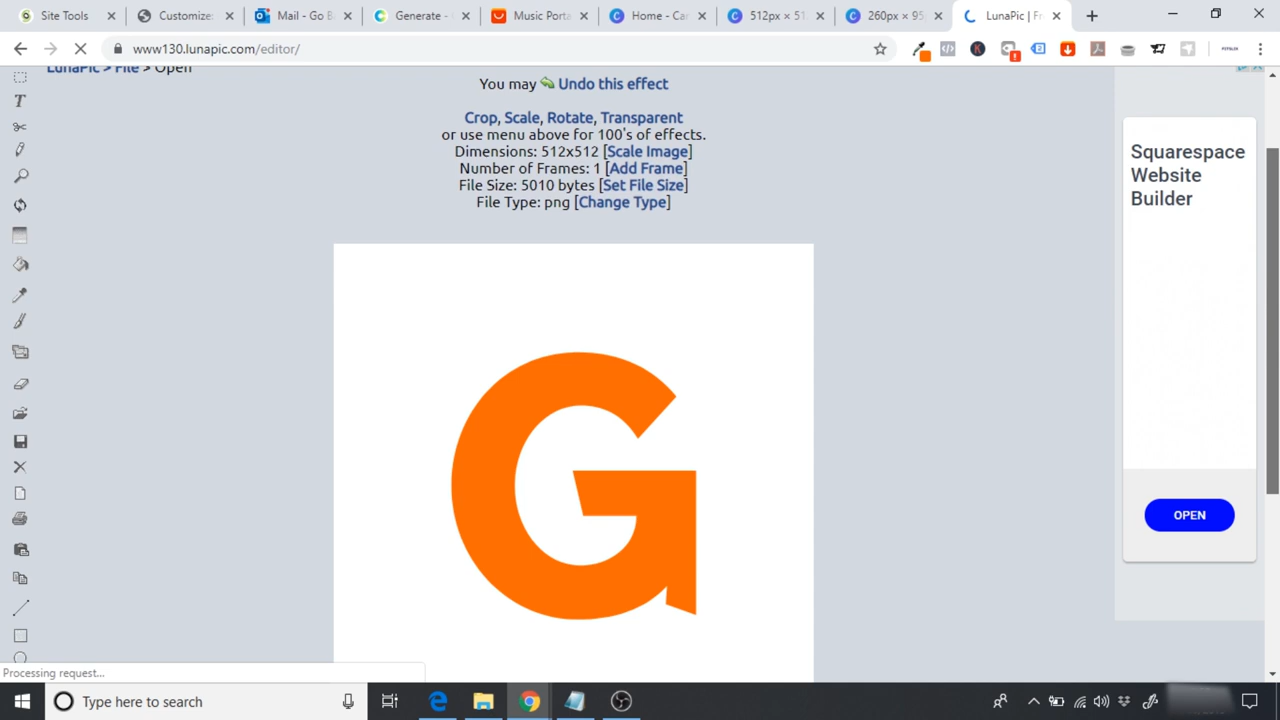 Site Tools
Customize:
Mail - Go B
Generate -
Music Porta
Home - Can
512px × 51
260px × 95
LunaPic | Fr
www130.lunapic.com/editor/
LunaPic > File > Open
You may Undo this effect
Crop, Scale, Rotate, Transparent
or use menu above for 100's of effects.
Dimensions: 512x512 [Scale Image]
Number of Frames: 1 [Add Frame]
File Size: 5010 bytes [Set File Size]
File Type: png [Change Type]
Squarespace
Website
Builder
OPEN
G
Processing request...
Type here to search